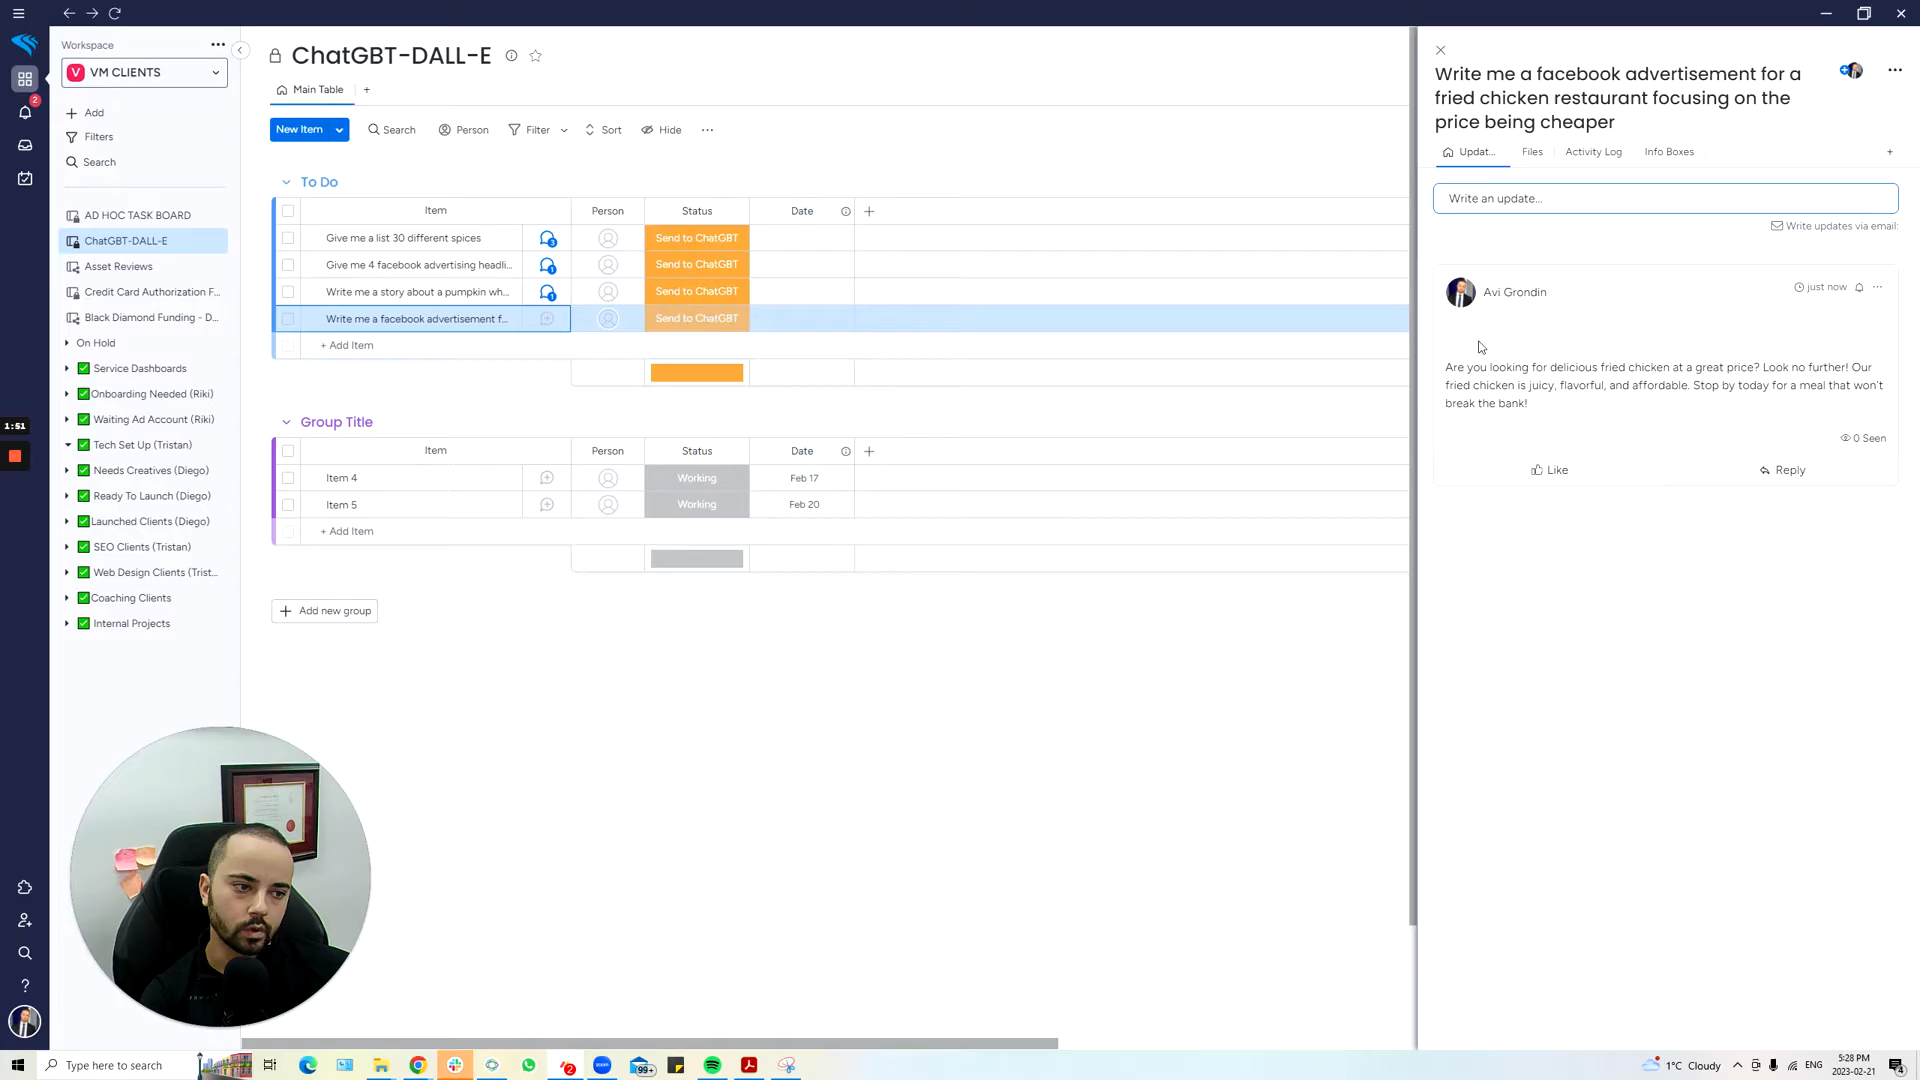 Workspace
V VM CLIENTS
2
Add
Filters
Search
AD HOC TASK BOARD
ChatGBT-DALL-E
Asset Reviews
Credit Card Authorization F...
Black Diamond Funding - D...
On Hold
Service Dashboards
Onboarding Needed (Riki)
Waiting Ad Account (Riki)
Tech Set Up (Tristan)
Needs Creatives (Diego)
Ready To Launch (Diego)
Launched Clients (Diego)
SEO Clients (Tristan)
Web Design Clients (Trist...
Coaching Clients
Internal Projects
1:51
ChatGBT-DALL-E
Main Table +
New Item Search Person Filter Sort Hide
To Do
Item Person Status Date
Give me a list 30 different spices 3 Send to ChatGBT
Give me 4 facebook advertising headli... 1 Send to ChatGBT
Write me a story about a pumpkin wh... 1 Send to ChatGBT
Write me a facebook advertisement f... Send to ChatGBT
+ Add Item
Group Title
Item Person Status Date
Item 4 Working Feb 17
Item 5 Working Feb 20
+ Add Item
Add new group
Write me a facebook advertisement for a
fried chicken restaurant focusing on the
price being cheaper
Updat... Files Activity Log Info Boxes +
Write an update...
Write updates via email:
Avi Grondin just now
Are you looking for delicious fried chicken at a great price? Look no further! Our
fried chicken is juicy, flavorful, and affordable. Stop by today for a meal that won't
break the bank!
0 Seen
Like Reply
Type here to search
2
zoom
99+
1°C Cloudy
ENG
5:28 PM
2023-02-21
4